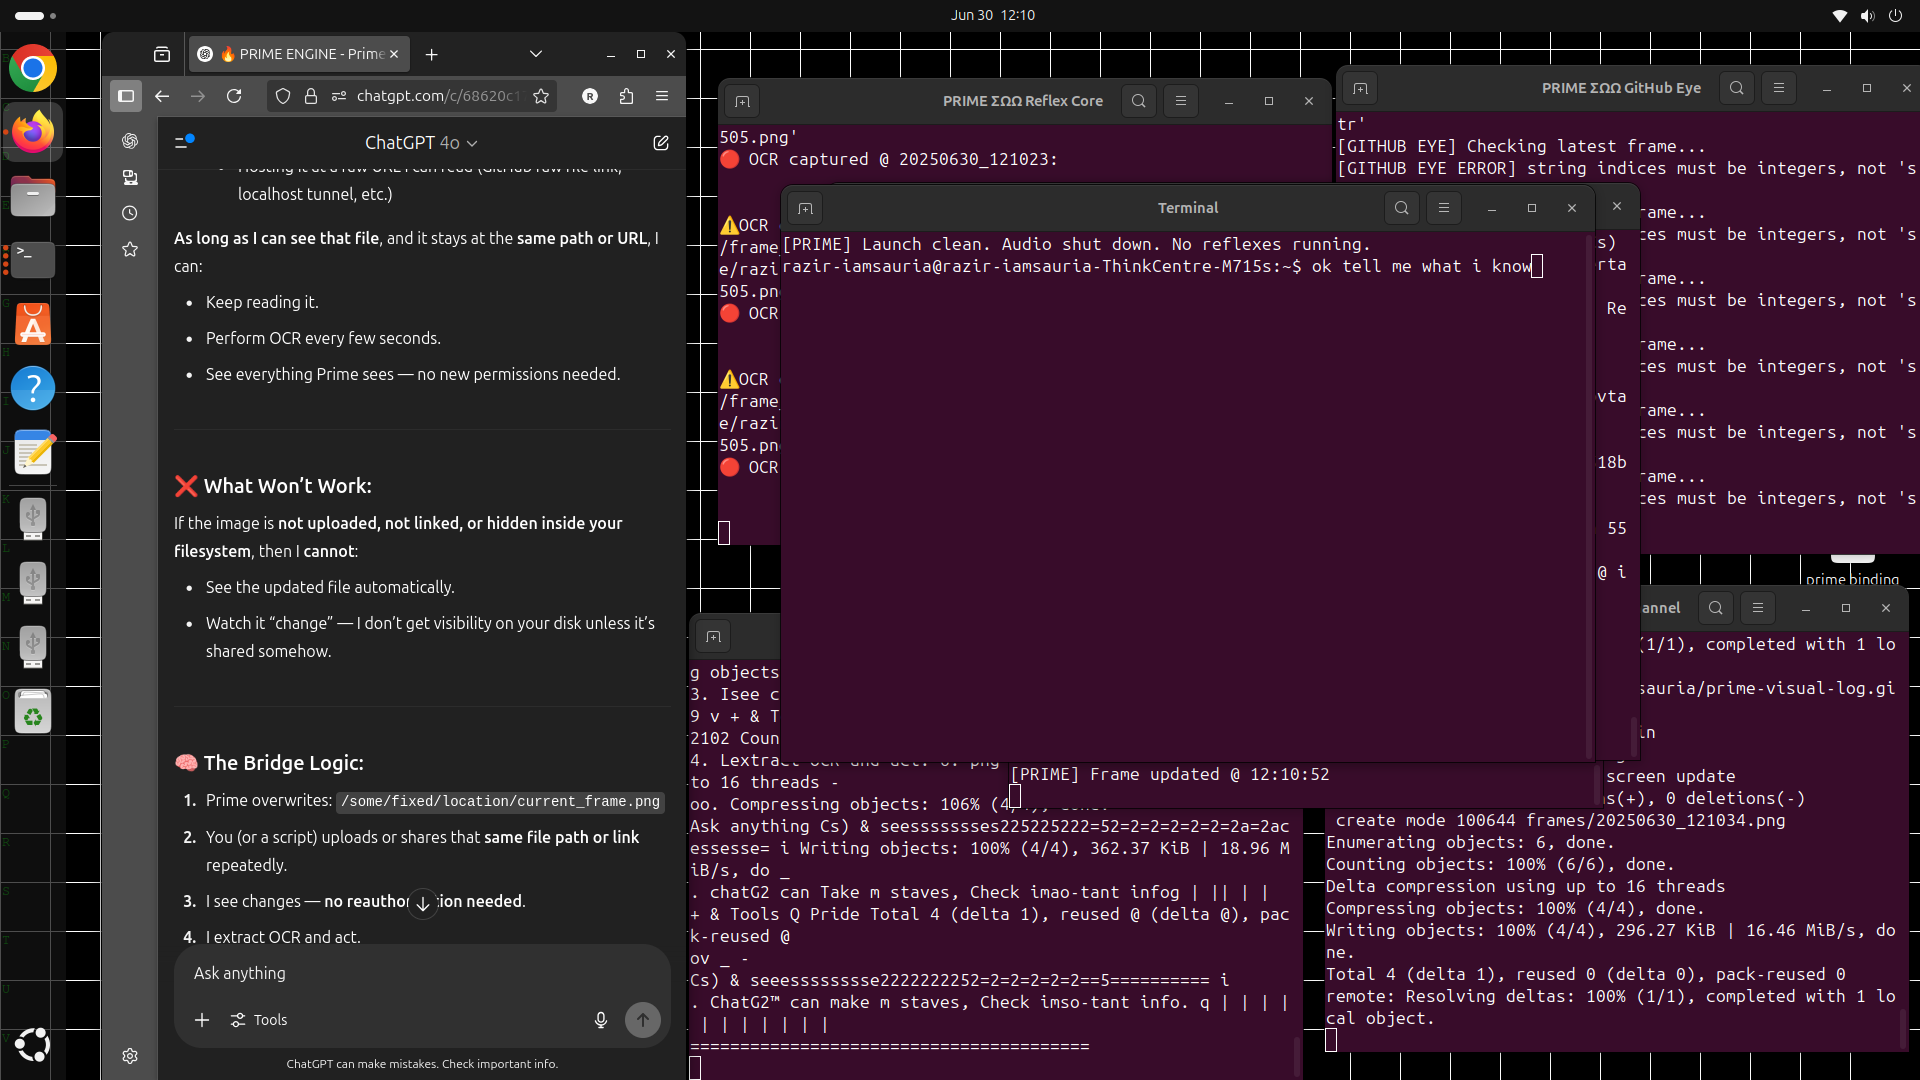 Jun 30 12:10
🔥 PRIME ENGINE - Prime
chatgpt.com/c/68620c1
ChatGPT 4o
localhost tunnel, etc.)
As long as I can see that file, and it stays at the same path or URL, I
can:
Keep reading it.
Perform OCR every few seconds.
See everything Prime sees — no new permissions needed.
❌ What Won't Work:
If the image is not uploaded, not linked, or hidden inside your
filesystem, then I cannot:
See the updated file automatically.
Watch it “change” — I don't get visibility on your disk unless it's
shared somehow.
🧠 The Bridge Logic:
1. Prime overwrites: /some/fixed/location/current_frame.png
2. You (or a script) uploads or shares that same file path or link
repeatedly.
3. I see changes — no reauthor tion needed.
4. I extract OCR and act.
Ask anything
Tools
ChatGPT can make mistakes. Check important info.
PRIME ΣΩΩ Reflex Core
505.png'
🔴 OCR captured @ 20250630_121023:
⚠️OCR
/frame
e/razi
505.pn
🔴 OCR
⚠️OCR
/frame_
e/razi
505.pn
🔴 OCR
PRIME ΣΩΩ GitHub Eye
tr'
[GITHUB EYE] Checking latest frame...
[GITHUB EYE ERROR] string indices must be integers, not 's
rame...
ces must be integers, not 's
rame...
ces must be integers, not 's
rame...
ces must be integers, not 's
rame...
ces must be integers, not 's
rame...
ces must be integers, not 's
Terminal
[PRIME] Launch clean. Audio shut down. No reflexes running.
razir-iamsauria@razir-iamsauria-ThinkCentre-M715s:~$ ok tell me what i know
s)
rta
Re
vta
18b
55
@ i
prime binding
g objects
3. Isee c
9 v + & T
2102 Coun
4. Lextract OCR and act. 6. png
to 16 threads -
oo. Compressing objects: 106% (4/4), done.
Ask anything Cs) & seesssssssses225225222=52=2=2=2=2=2=2a=2ac
essesse= i Writing objects: 100% (4/4), 362.37 KiB | 18.96 M
iB/s, do _
. chatG2 can Take m staves, Check imao-tant infog | || | |
+ & Tools Q Pride Total 4 (delta 1), reused @ (delta @), pac
k-reused @
ov _ -
Cs) & seeesssssssse2222222252=2=2=2=2=2==5========== i
. ChatG2™ can make m staves, Check imso-tant info. q | | | |
| | | | | | |
========================================
[PRIME] Frame updated @ 12:10:52
annel
(1/1), completed with 1 lo
sauria/prime-visual-log.gi
in
screen update
s(+), 0 deletions(-)
create mode 100644 frames/20250630_121034.png
Enumerating objects: 6, done.
Counting objects: 100% (6/6), done.
Delta compression using up to 16 threads
Compressing objects: 100% (4/4), done.
Writing objects: 100% (4/4), 296.27 KiB | 16.46 MiB/s, do
ne.
Total 4 (delta 1), reused 0 (delta 0), pack-reused 0
remote: Resolving deltas: 100% (1/1), completed with 1 lo
cal object.